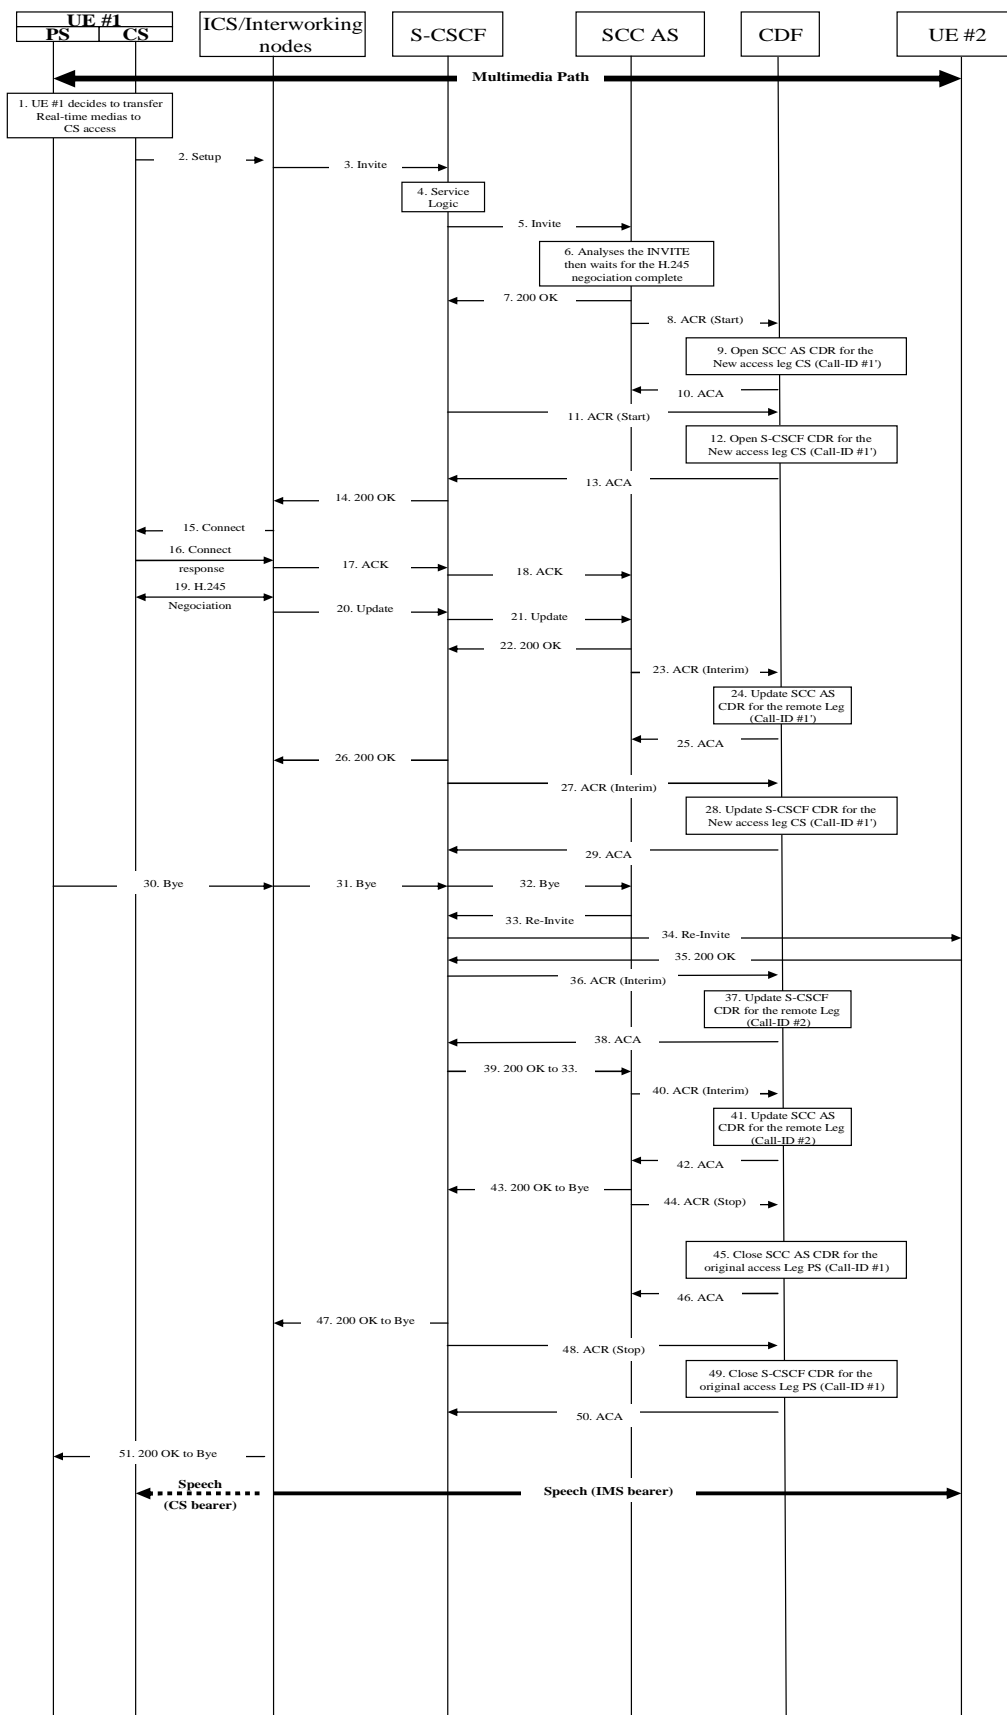 UE #1
PS CS
ICS/Interworking
nodes
S-CSCF
SCC AS
CDF
UE #2
Multimedia Path
1. UE #1 decides to transfer
Real-time medias to
CS access
2. Setup
3. Invite
4. Service
Logic
5. Invite
6. Analyses the INVITE
then waits for the H.245
negociation complete
7. 200 OK
8. ACR (Start)
9. Open SCC AS CDR for the
New access leg CS (Call-ID #1')
10. ACA
11. ACR (Start)
12. Open S-CSCF CDR for the
New access leg CS (Call-ID #1')
13. ACA
14. 200 OK
15. Connect
16. Connect
response
17. ACK
18. ACK
19. H.245
Negociation
20. Update
21. Update
22. 200 OK
23. ACR (Interim)
24. Update SCC AS
CDR for the remote Leg
(Call-ID #1')
25. ACA
26. 200 OK
27. ACR (Interim)
28. Update S-CSCF CDR for the
New access leg CS (Call-ID #1')
29. ACA
30. Bye
31. Bye
32. Bye
33. Re-Invite
34. Re-Invite
35. 200 OK
36. ACR (Interim)
37. Update S-CSCF
CDR for the remote Leg
(Call-ID #2)
38. ACA
39. 200 OK to 33.
40. ACR (Interim)
41. Update SCC AS
CDR for the remote Leg
(Call-ID #2)
42. ACA
43. 200 OK to Bye
44. ACR (Stop)
45. Close SCC AS CDR for the
original access Leg PS (Call-ID #1)
46. ACA
47. 200 OK to Bye
48. ACR (Stop)
49. Close S-CSCF CDR for the
original access Leg PS (Call-ID #1)
50. ACA
51. 200 OK to Bye
Speech
(CS bearer)
Speech (IMS bearer)